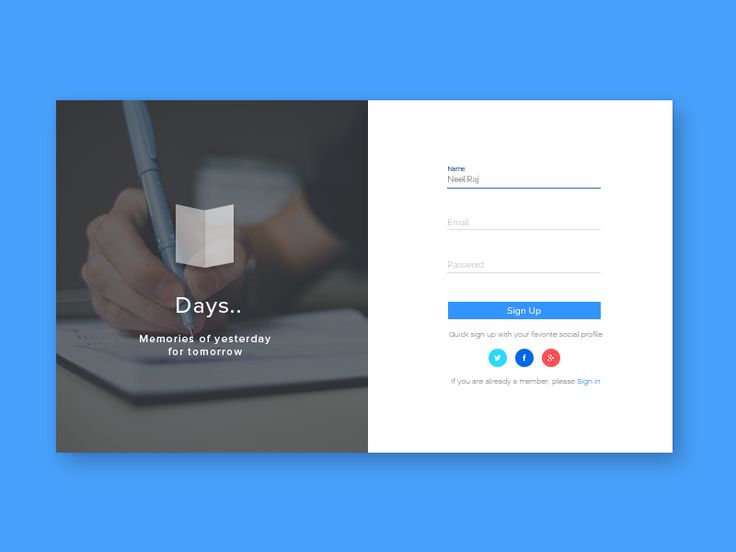 Days..
Memories of yesterday
for tomorrow
Name
Neel Raj
Email
Password
Sign Up
Quick sign up with your favorite social profile
f
g+
If you are already a member, please Sign in